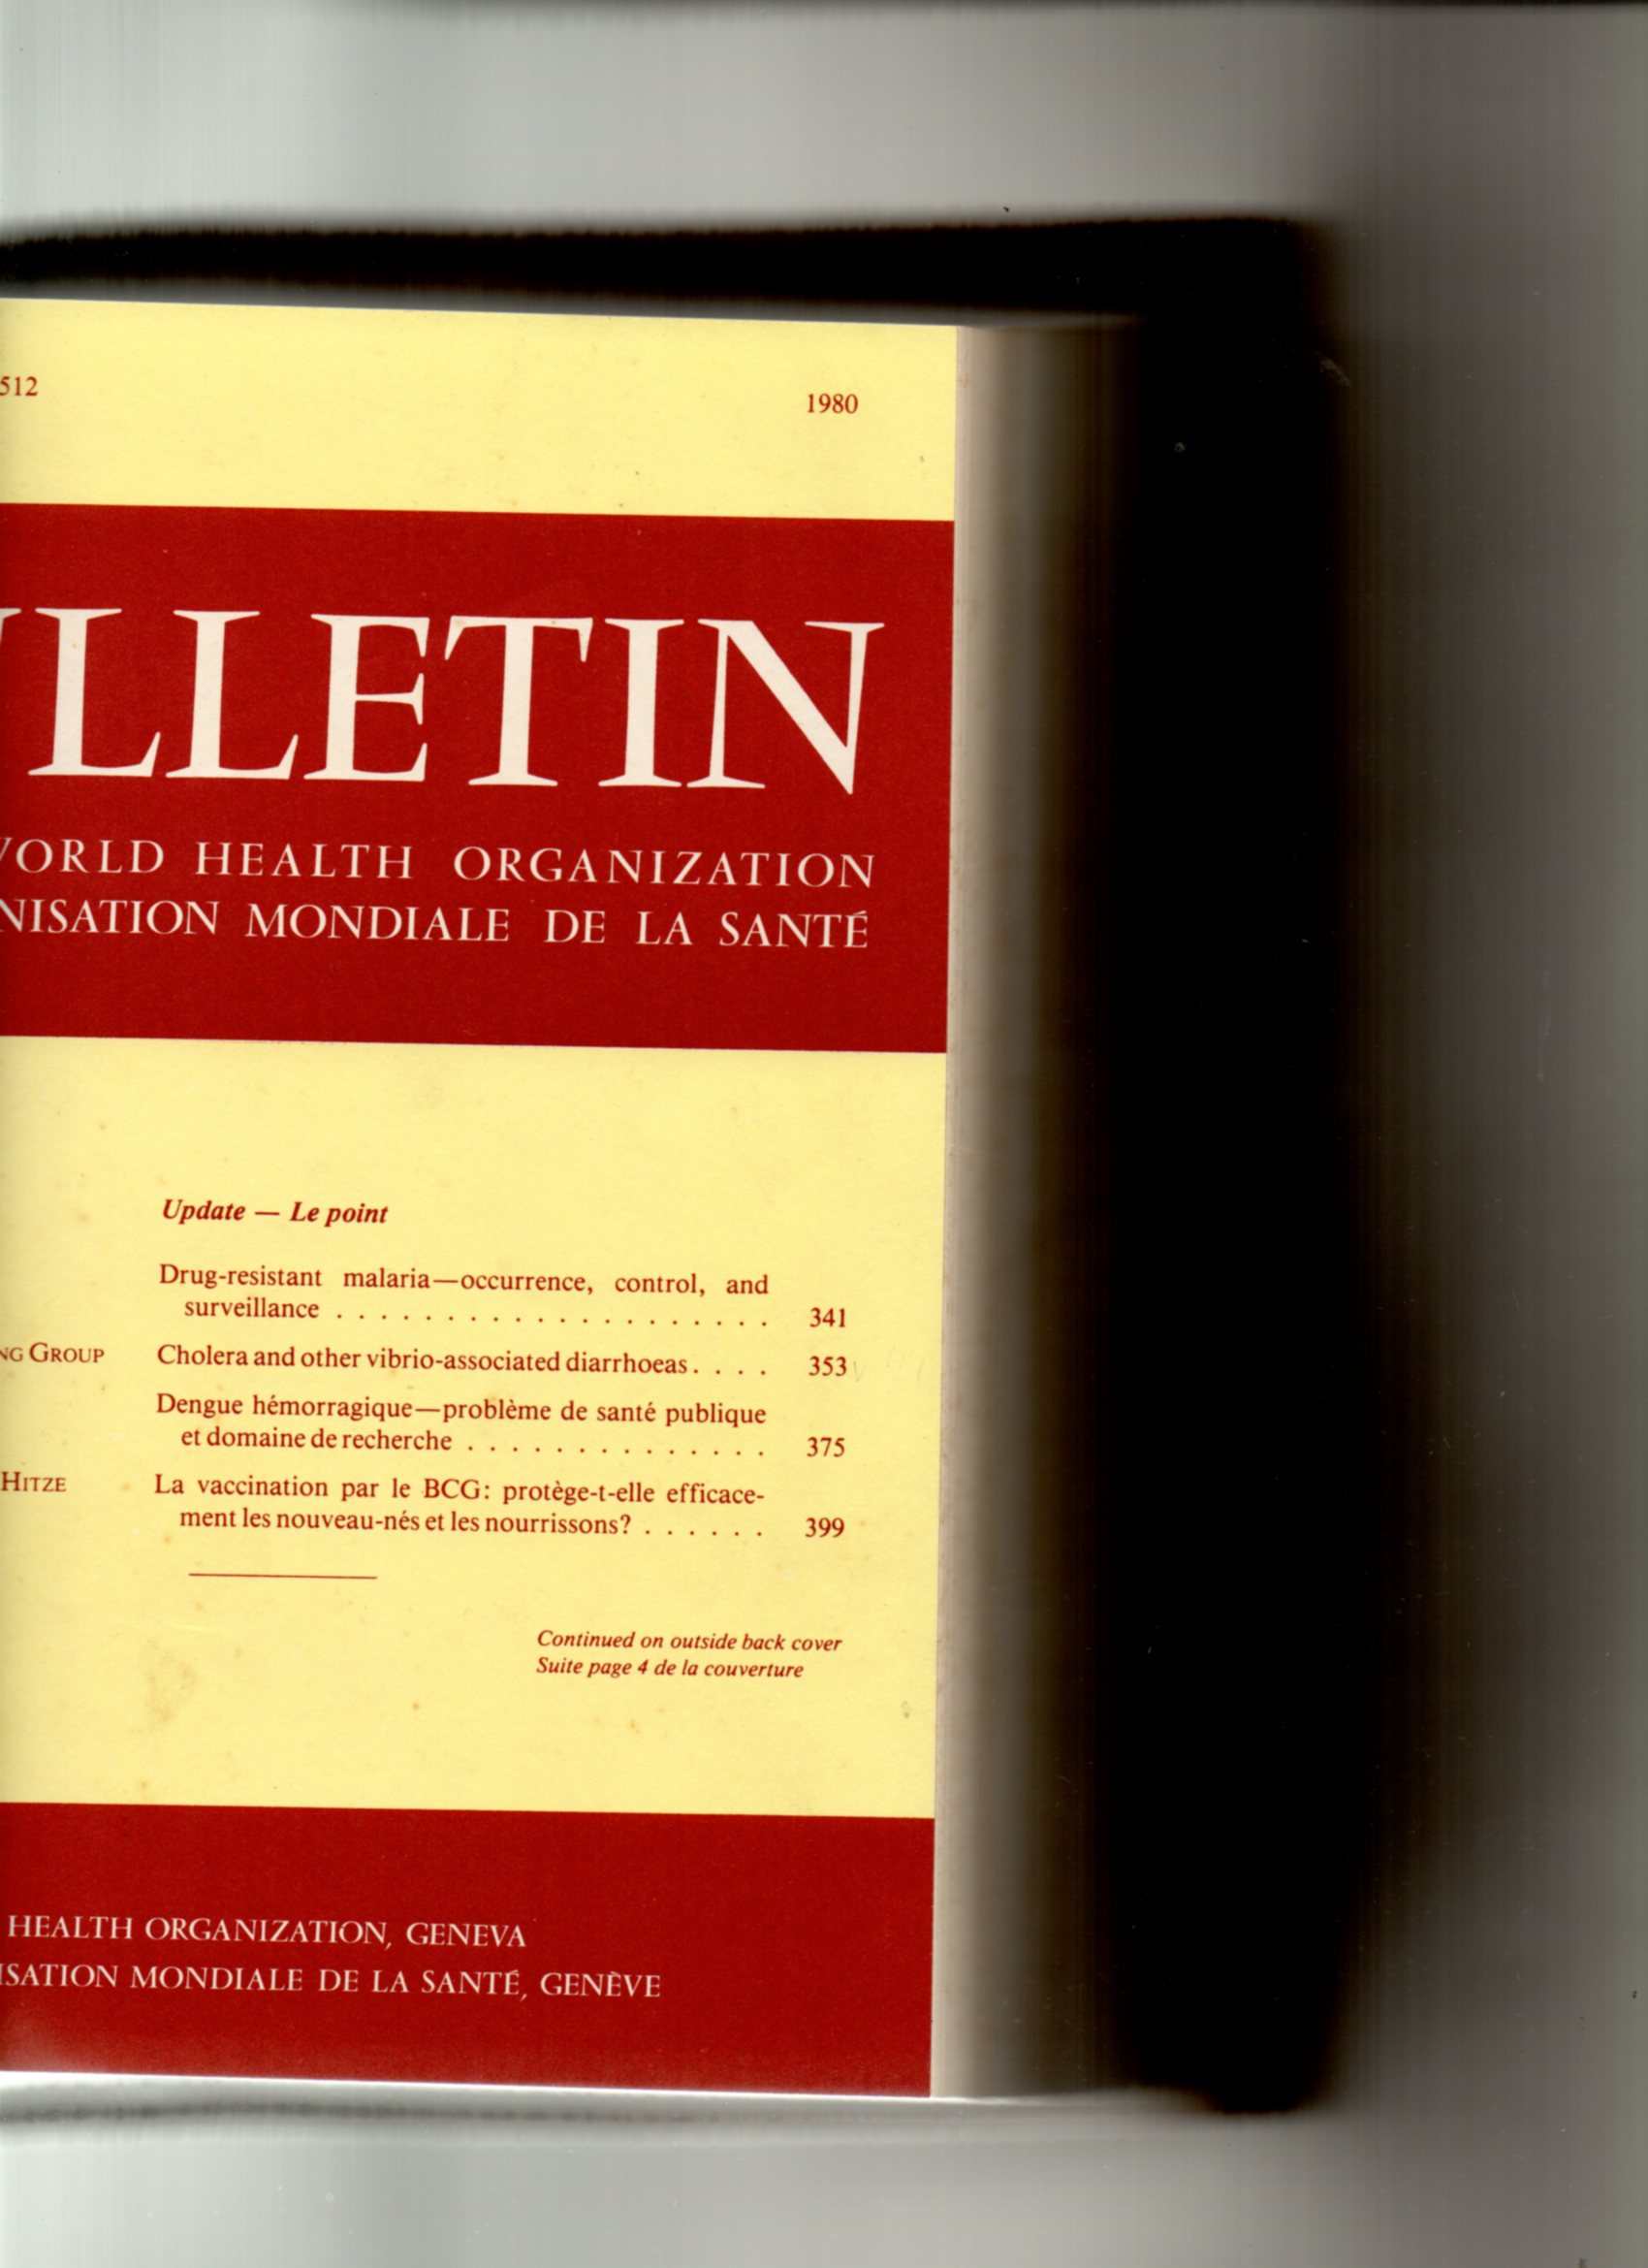 512 1980
LLETIN
ORLD HEALTH ORGANIZATION
NISATION MONDIALE DE LA SANTÉ
Update — Le point
Drug-resistant malaria—occurrence, control, and
surveillance . . . . . . . . . . . . . . . . . . . . 341
NG GROUP Cholera and other vibrio-associated diarrhoeas. . . . 353
Dengue hémorragique—problème de santé publique
et domaine de recherche . . . . . . . . . . . . . . 375
HITZE La vaccination par le BCG: protège-t-elle efficace-
ment les nouveau-nés et les nourrissons? . . . . . . 399
Continued on outside back cover
Suite page 4 de la couverture
HEALTH ORGANIZATION, GENEVA
ISATION MONDIALE DE LA SANTÉ, GENÈVE